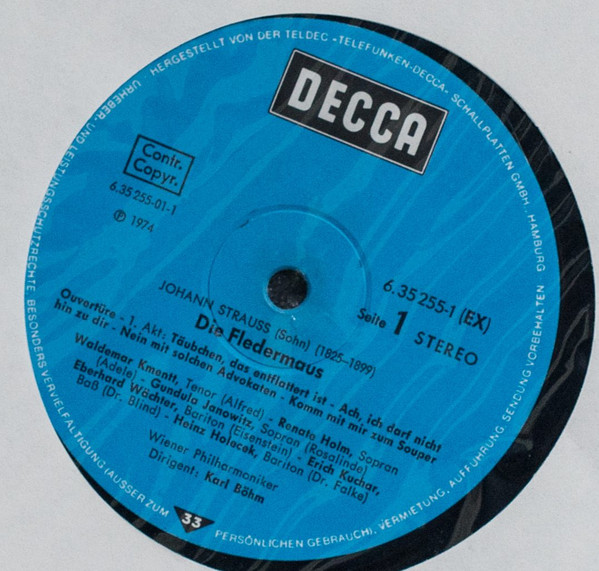 URHEBER- UND LEISTUNGSSCHUTZRECHTE BESONDERS VERVIELFÄLTIGUNG (AUSSER ZUM PERSÖNLICHEN GEBRAUCH), VERMIETUNG, AUFFÜHRUNG, SENDUNG VORBEHALTEN
HERGESTELLT VON DER TELDEC »TELEFUNKEN-DECCA« SCHALLPLATTEN GMBH., HAMBURG
DECCA
Contr.
Copyr.
6.35 255-01-1
℗ 1974
6.35 255-1 (EX)
Seite 1 STEREO
JOHANN STRAUSS (Sohn) (1825-1899)
Die Fledermaus
Ouvertüre - 1. Akt: Täubchen, das entflattert ist - Ach, ich darf nicht
hin zu dir - Nein mit solchen Advokaten - Komm mit mir zum Souper
Waldemar Kmentt, Tenor (Alfred) - Renate Holm, Sopran
(Adele) - Gundula Janowitz, Sopran (Rosalinde)
Eberhard Wächter, Bariton (Eisenstein) - Erich Kuchar,
Baß (Dr. Blind) - Heinz Holecek, Bariton (Dr. Falke)
Wiener Philharmoniker
Dirigent: Karl Böhm
33